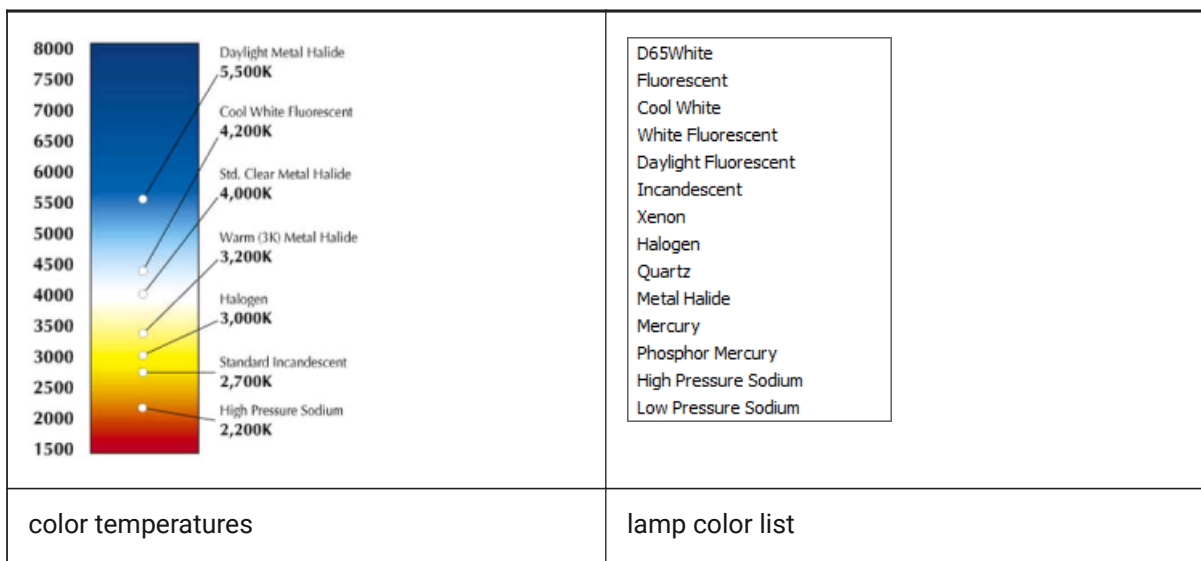 8000
7500
7000
6500
6000
5500
5000
4500
4000
3500
3000
2500
2000
1500
Daylight Metal Halide
5,500K
Cool White Fluorescent
4,200K
Std. Clear Metal Halide
4,000K
Warm (3K) Metal Halide
3,200K
Halogen
3,000K
Standard Incandescent
2,700K
High Pressure Sodium
2,200K
D65White
Fluorescent
Cool White
White Fluorescent
Daylight Fluorescent
Incandescent
Xenon
Halogen
Quartz
Metal Halide
Mercury
Phosphor Mercury
High Pressure Sodium
Low Pressure Sodium
color temperatures
lamp color list